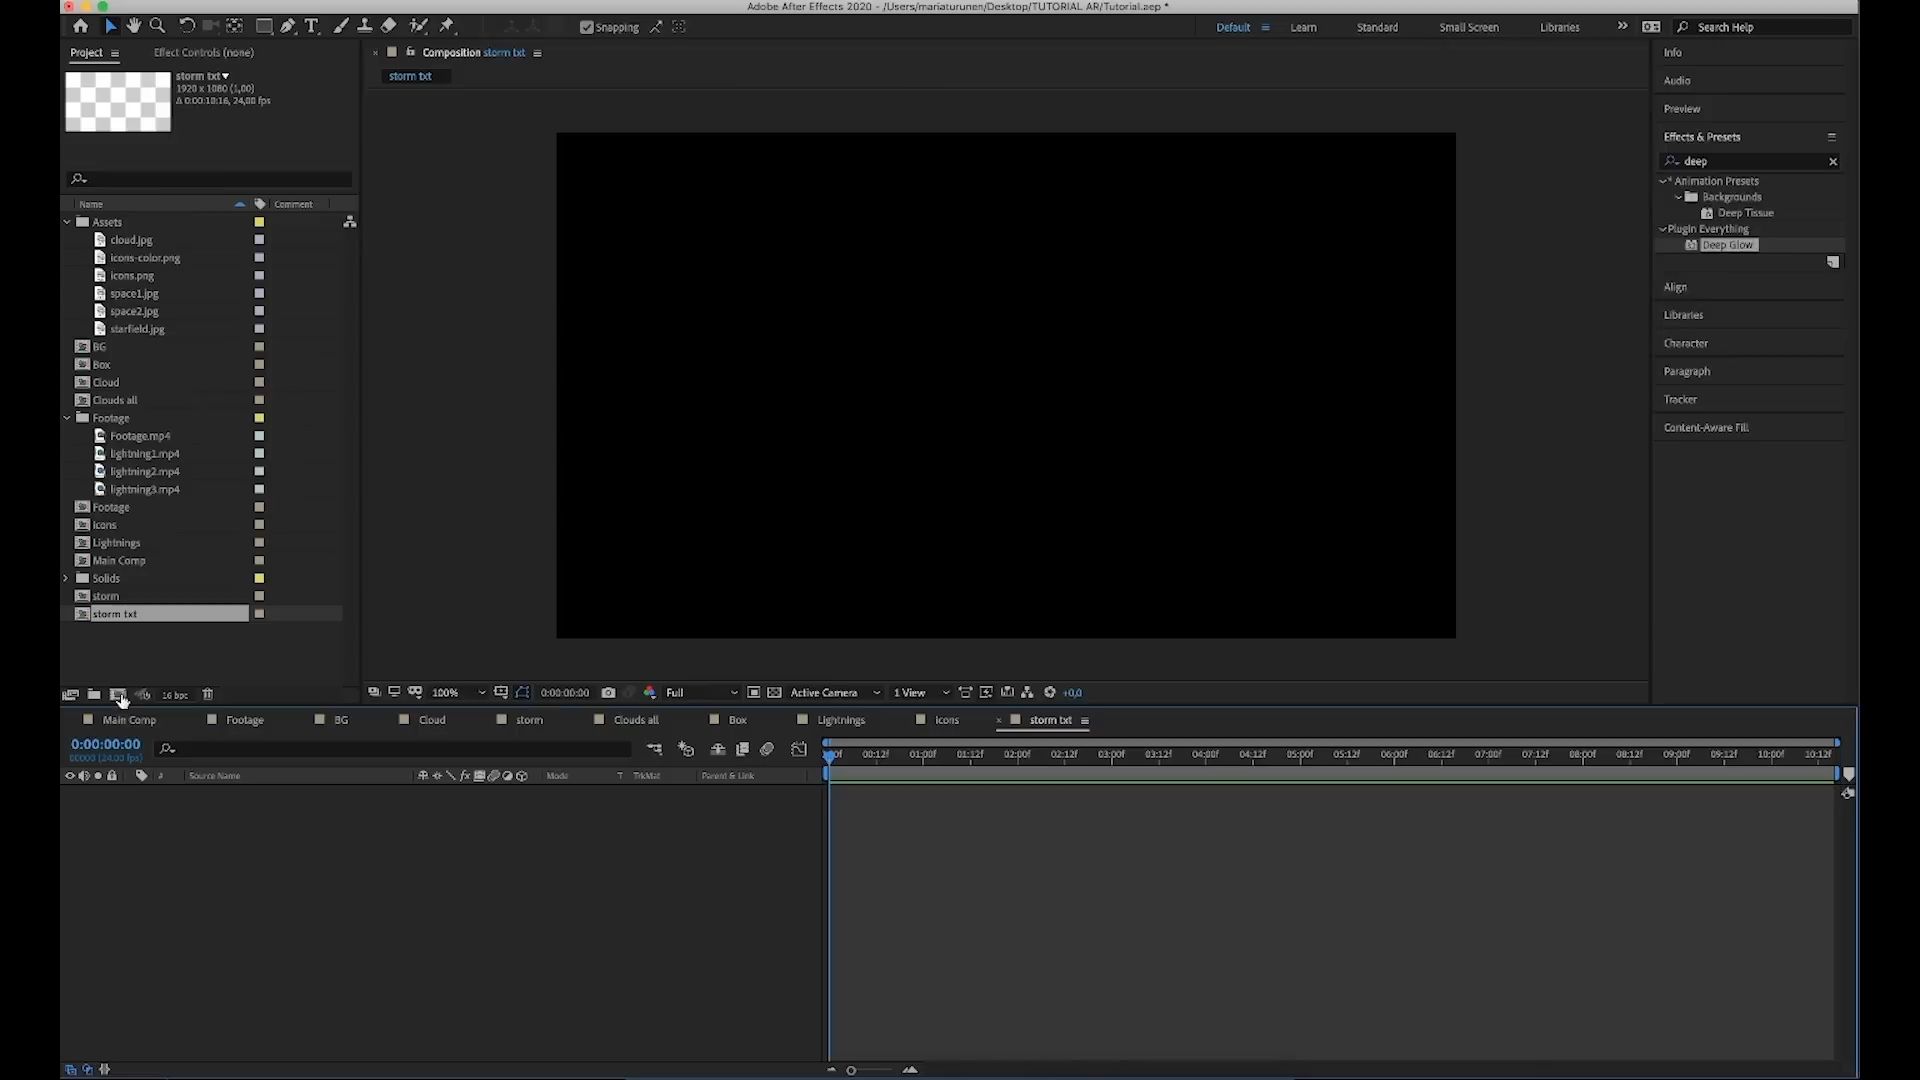 Adobe After Effects 2020 - /Users/mariaturunen/Desktop/TUTORIAL AR/Tutorial.aep *
Snapping
Default
Learn
Standard
Small Screen
Libraries
Search Help
Project
Effect Controls (none)
storm txt
1920 x 1080 (1,00)
Δ 0:00:10:16, 24,00 fps
Name
Comment
Assets
cloud.jpg
icons-color.png
icons.png
space1.jpg
space2.jpg
starfield.jpg
BG
Box
Cloud
Clouds all
Footage
Footage.mp4
lightning1.mp4
lightning2.mp4
lightning3.mp4
Footage
icons
Lightnings
Main Comp
Solids
storm
storm txt
16 bpc
Composition storm txt
storm txt
100%
0:00:00:00
Full
Active Camera
1 View
+0,0
Info
Audio
Preview
Effects & Presets
deep
* Animation Presets
Backgrounds
Deep Tissue
Plugin Everything
Deep Glow
Align
Libraries
Character
Paragraph
Tracker
Content-Aware Fill
Main Comp
Footage
BG
Cloud
storm
Clouds all
Box
Lightnings
icons
storm txt
0:00:00:00
00000 (24.00 fps)
# Source Name
fx
Mode
T TrkMat
Parent & Link
00:12f 01:00f 01:12f 02:00f 02:12f 03:00f 03:12f 04:00f 04:12f 05:00f 05:12f 06:00f 06:12f 07:00f 07:12f 08:00f 08:12f 09:00f 09:12f 10:00f 10:12f